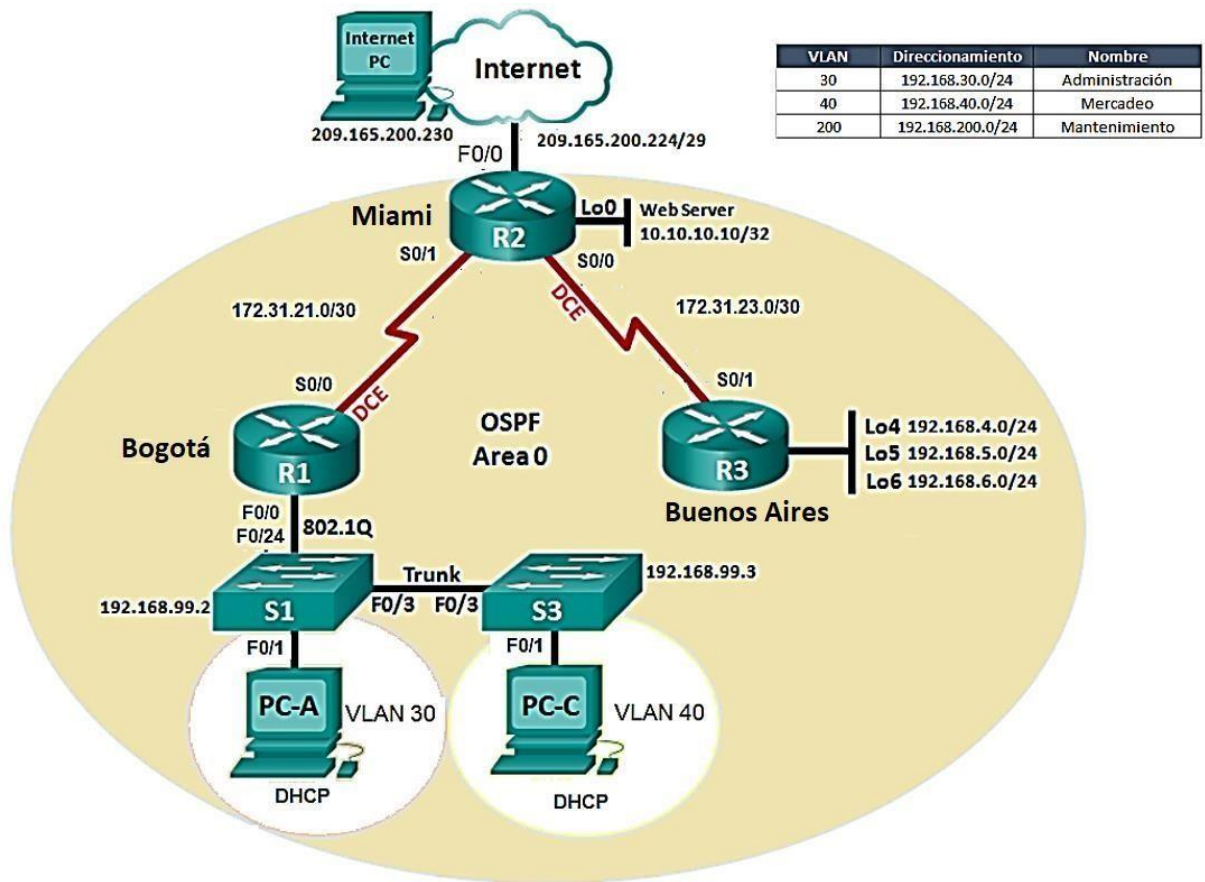 Internet
PC
Internet
209.165.200.230
209.165.200.224/29
F0/0
VLAN Direccionamiento Nombre
30 192.168.30.0/24 Administración
40 192.168.40.0/24 Mercadeo
200 192.168.200.0/24 Mantenimiento
Miami
R2
Lo0
Web Server
10.10.10.10/32
S0/1
S0/0
DCE
172.31.21.0/30
172.31.23.0/30
S0/0
DCE
S0/1
Bogotá
R1
OSPF
Area 0
R3
Buenos Aires
Lo4 192.168.4.0/24
Lo5 192.168.5.0/24
Lo6 192.168.6.0/24
F0/0
F0/24
802.1Q
192.168.99.2
S1
Trunk
F0/3 F0/3
S3
192.168.99.3
F0/1
PC-A
VLAN 30
DHCP
F0/1
PC-C
VLAN 40
DHCP